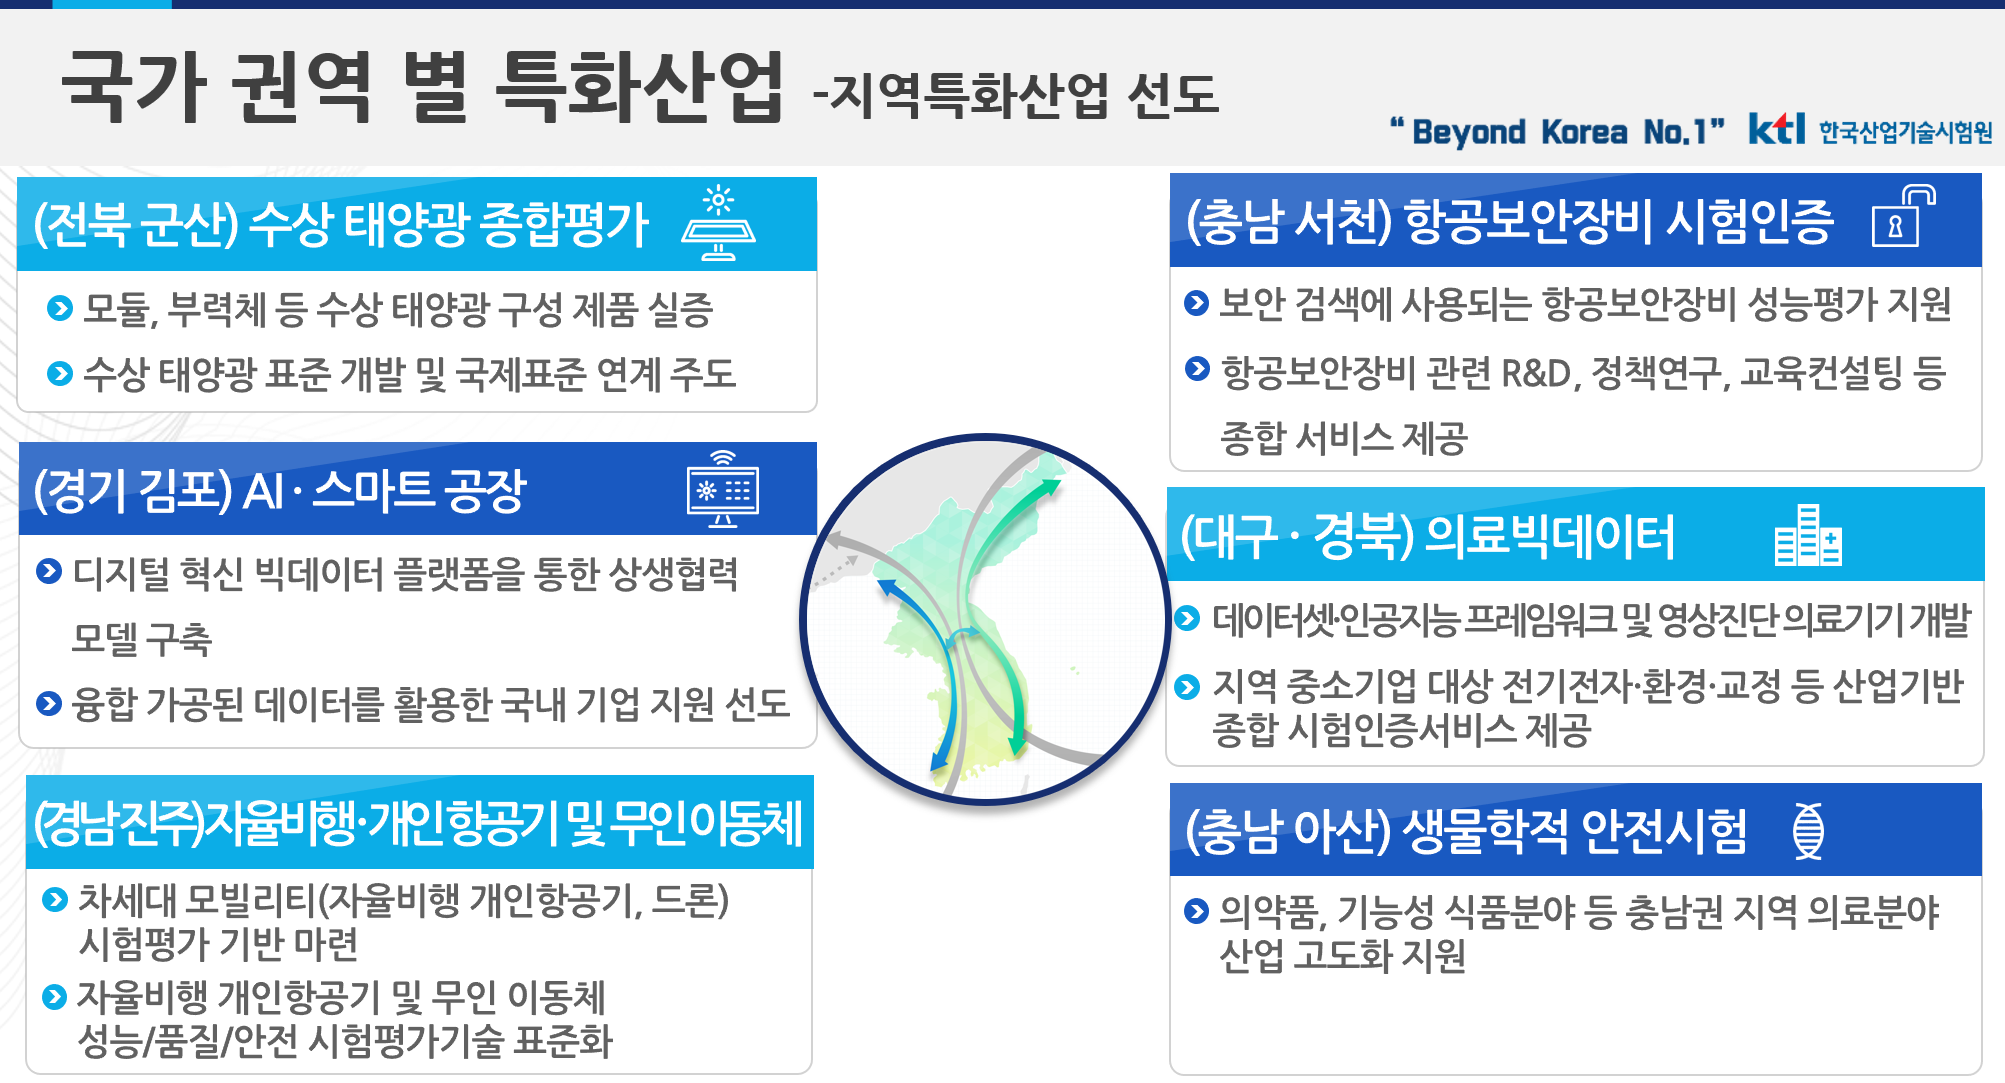 국가 권역 별 특화산업 -지역특화산업 선도
“ Beyond Korea No.1” ktl 한국산업기술시험원
(전북 군산) 수상 태양광 종합평가
모듈, 부력체 등 수상 태양광 구성 제품 실증
수상 태양광 표준 개발 및 국제표준 연계 주도
(경기 김포) AI · 스마트 공장
디지털 혁신 빅데이터 플랫폼을 통한 상생협력
모델 구축
융합 가공된 데이터를 활용한 국내 기업 지원 선도
(경남 진주)자율비행·개인항공기 및 무인 이동체
차세대 모빌리티(자율비행 개인항공기, 드론)
시험평가 기반 마련
자율비행 개인항공기 및 무인 이동체
성능/품질/안전 시험평가기술 표준화
(충남 서천) 항공보안장비 시험인증
보안 검색에 사용되는 항공보안장비 성능평가 지원
항공보안장비 관련 R&D, 정책연구, 교육컨설팅 등
종합 서비스 제공
(대구 · 경북) 의료빅데이터
데이터셋·인공지능 프레임워크 및 영상진단 의료기기 개발
지역 중소기업 대상 전기전자·환경·교정 등 산업기반
종합 시험인증서비스 제공
(충남 아산) 생물학적 안전시험
의약품, 기능성 식품분야 등 충남권 지역 의료분야
산업 고도화 지원